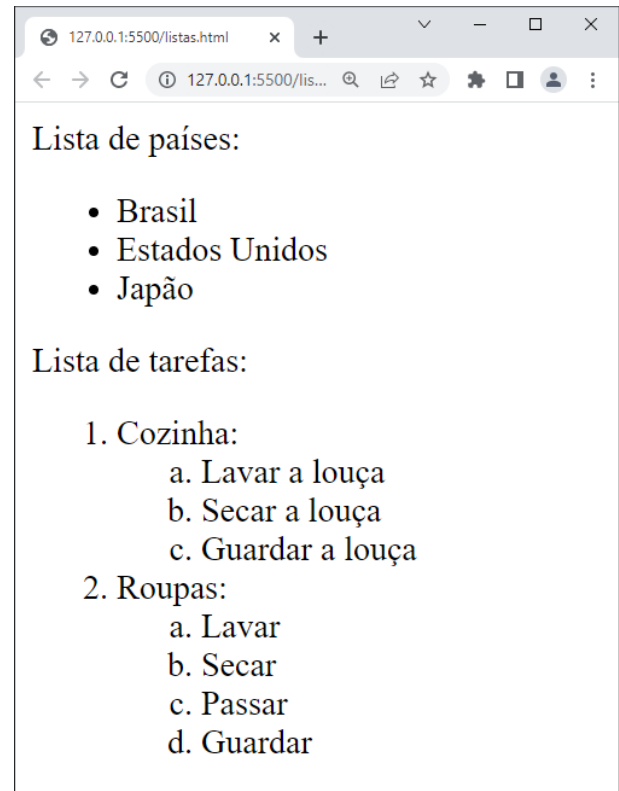 127.0.0.1:5500/listas.html
127.0.0.1:5500/lis...
Lista de países:
• Brasil
• Estados Unidos
• Japão
Lista de tarefas:
1. Cozinha:
a. Lavar a louça
b. Secar a louça
c. Guardar a louça
2. Roupas:
a. Lavar
b. Secar
c. Passar
d. Guardar